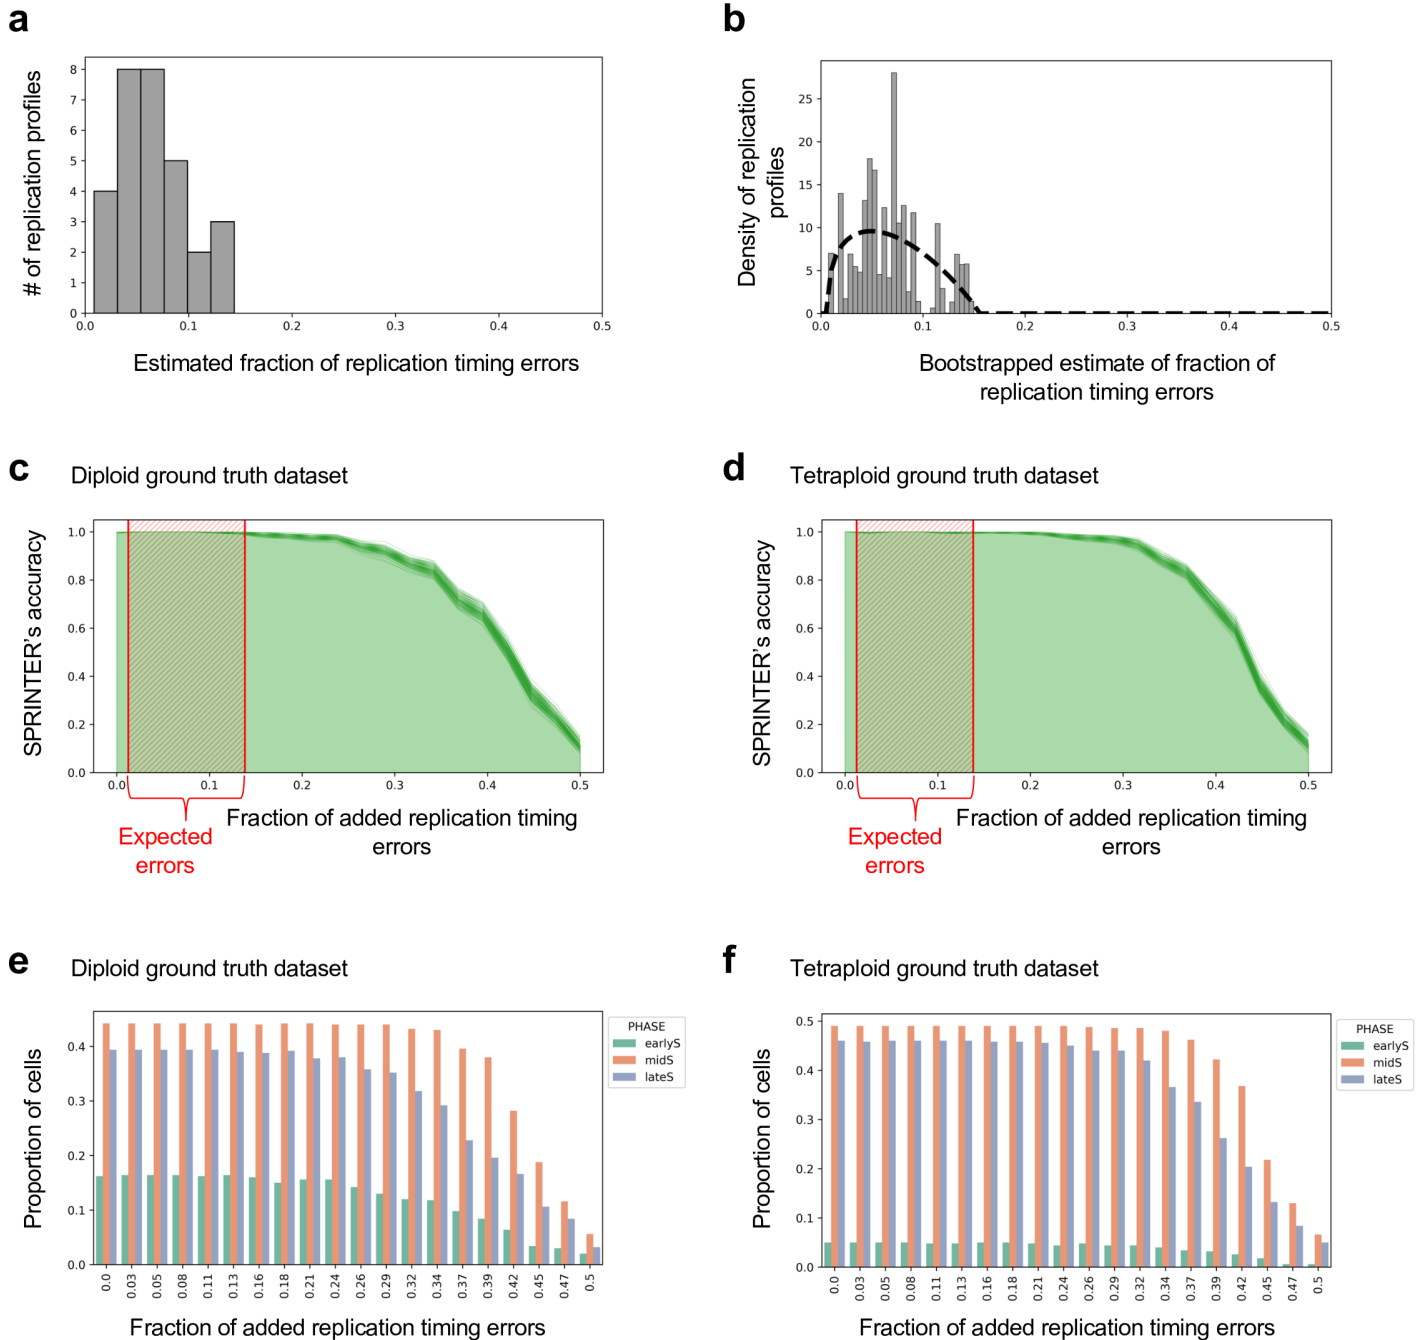 a
# of replication profiles
8
7
6
5
4
3
2
1
0
0.0 0.1 0.2 0.3 0.4 0.5
Estimated fraction of replication timing errors
b
Density of replication
profiles
25
20
15
10
5
0
0.0 0.1 0.2 0.3 0.4 0.5
Bootstrapped estimate of fraction of
replication timing errors
c
Diploid ground truth dataset
SPRINTER's accuracy
1.0
0.8
0.6
0.4
0.2
0.0
0.0 0.1 0.2 0.3 0.4 0.5
Fraction of added replication timing
errors
Expected
errors
d
Tetraploid ground truth dataset
SPRINTER's accuracy
1.0
0.8
0.6
0.4
0.2
0.0
0.0 0.1 0.2 0.3 0.4 0.5
Fraction of added replication timing
errors
Expected
errors
e
Diploid ground truth dataset
Proportion of cells
0.4
0.3
0.2
0.1
0.0
0.0 0.03 0.05 0.08 0.11 0.13 0.16 0.18 0.21 0.24 0.26 0.29 0.32 0.34 0.37 0.39 0.42 0.45 0.47 0.5
Fraction of added replication timing errors
PHASE
earlyS
midS
lateS
f
Tetraploid ground truth dataset
Proportion of cells
0.5
0.4
0.3
0.2
0.1
0.0
0.0 0.03 0.05 0.08 0.11 0.13 0.16 0.18 0.21 0.24 0.26 0.29 0.32 0.34 0.37 0.39 0.42 0.45 0.47 0.5
Fraction of added replication timing errors
PHASE
earlyS
midS
lateS